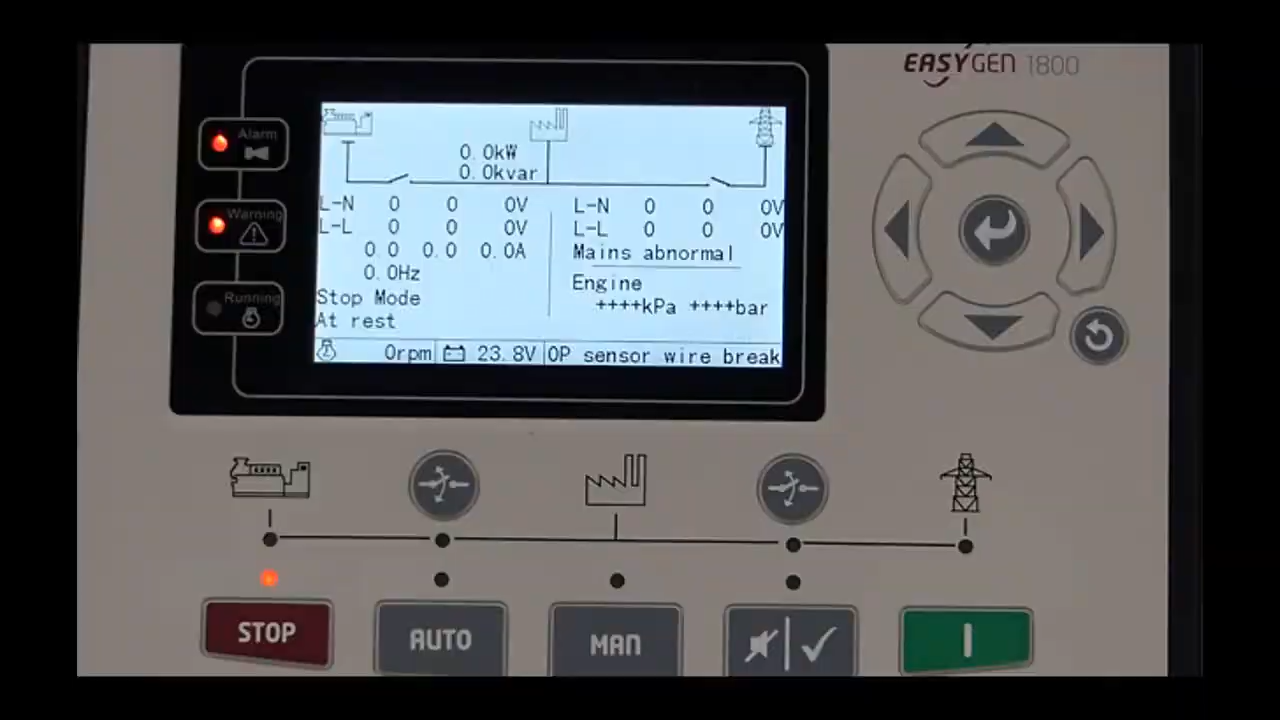 EASYGEN 1800
Alarm
Warning
Running
0.0kW
0.0kvar
L-N 0 0 0V
L-L 0 0 0V
0.0 0.0 0.0A
0.0Hz
Stop Mode
At rest
L-N 0 0 0V
L-L 0 0 0V
Mains abnormal
Engine
++++kPa ++++bar
0rpm 23.8V OP sensor wire break
STOP
AUTO
MAN